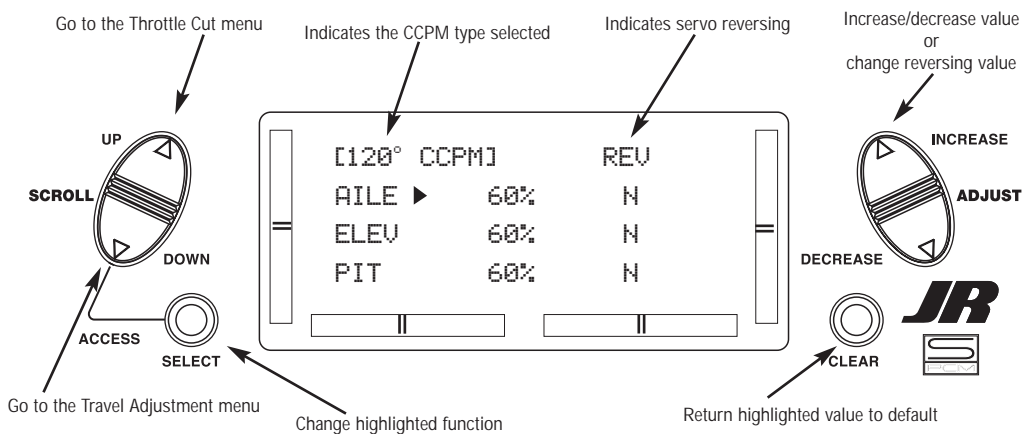 Go to the Throttle Cut menu
Indicates the CCPM type selected
Indicates servo reversing
Increase/decrease value
or
change reversing value
UP
SCROLL
DOWN
ACCESS
SELECT
[120° CCPM] REV
AILE ▶ 60% N
ELEV 60% N
PIT 60% N
INCREASE
ADJUST
DECREASE
CLEAR
JR
S
PCM
Go to the Travel Adjustment menu
Change highlighted function
Return highlighted value to default